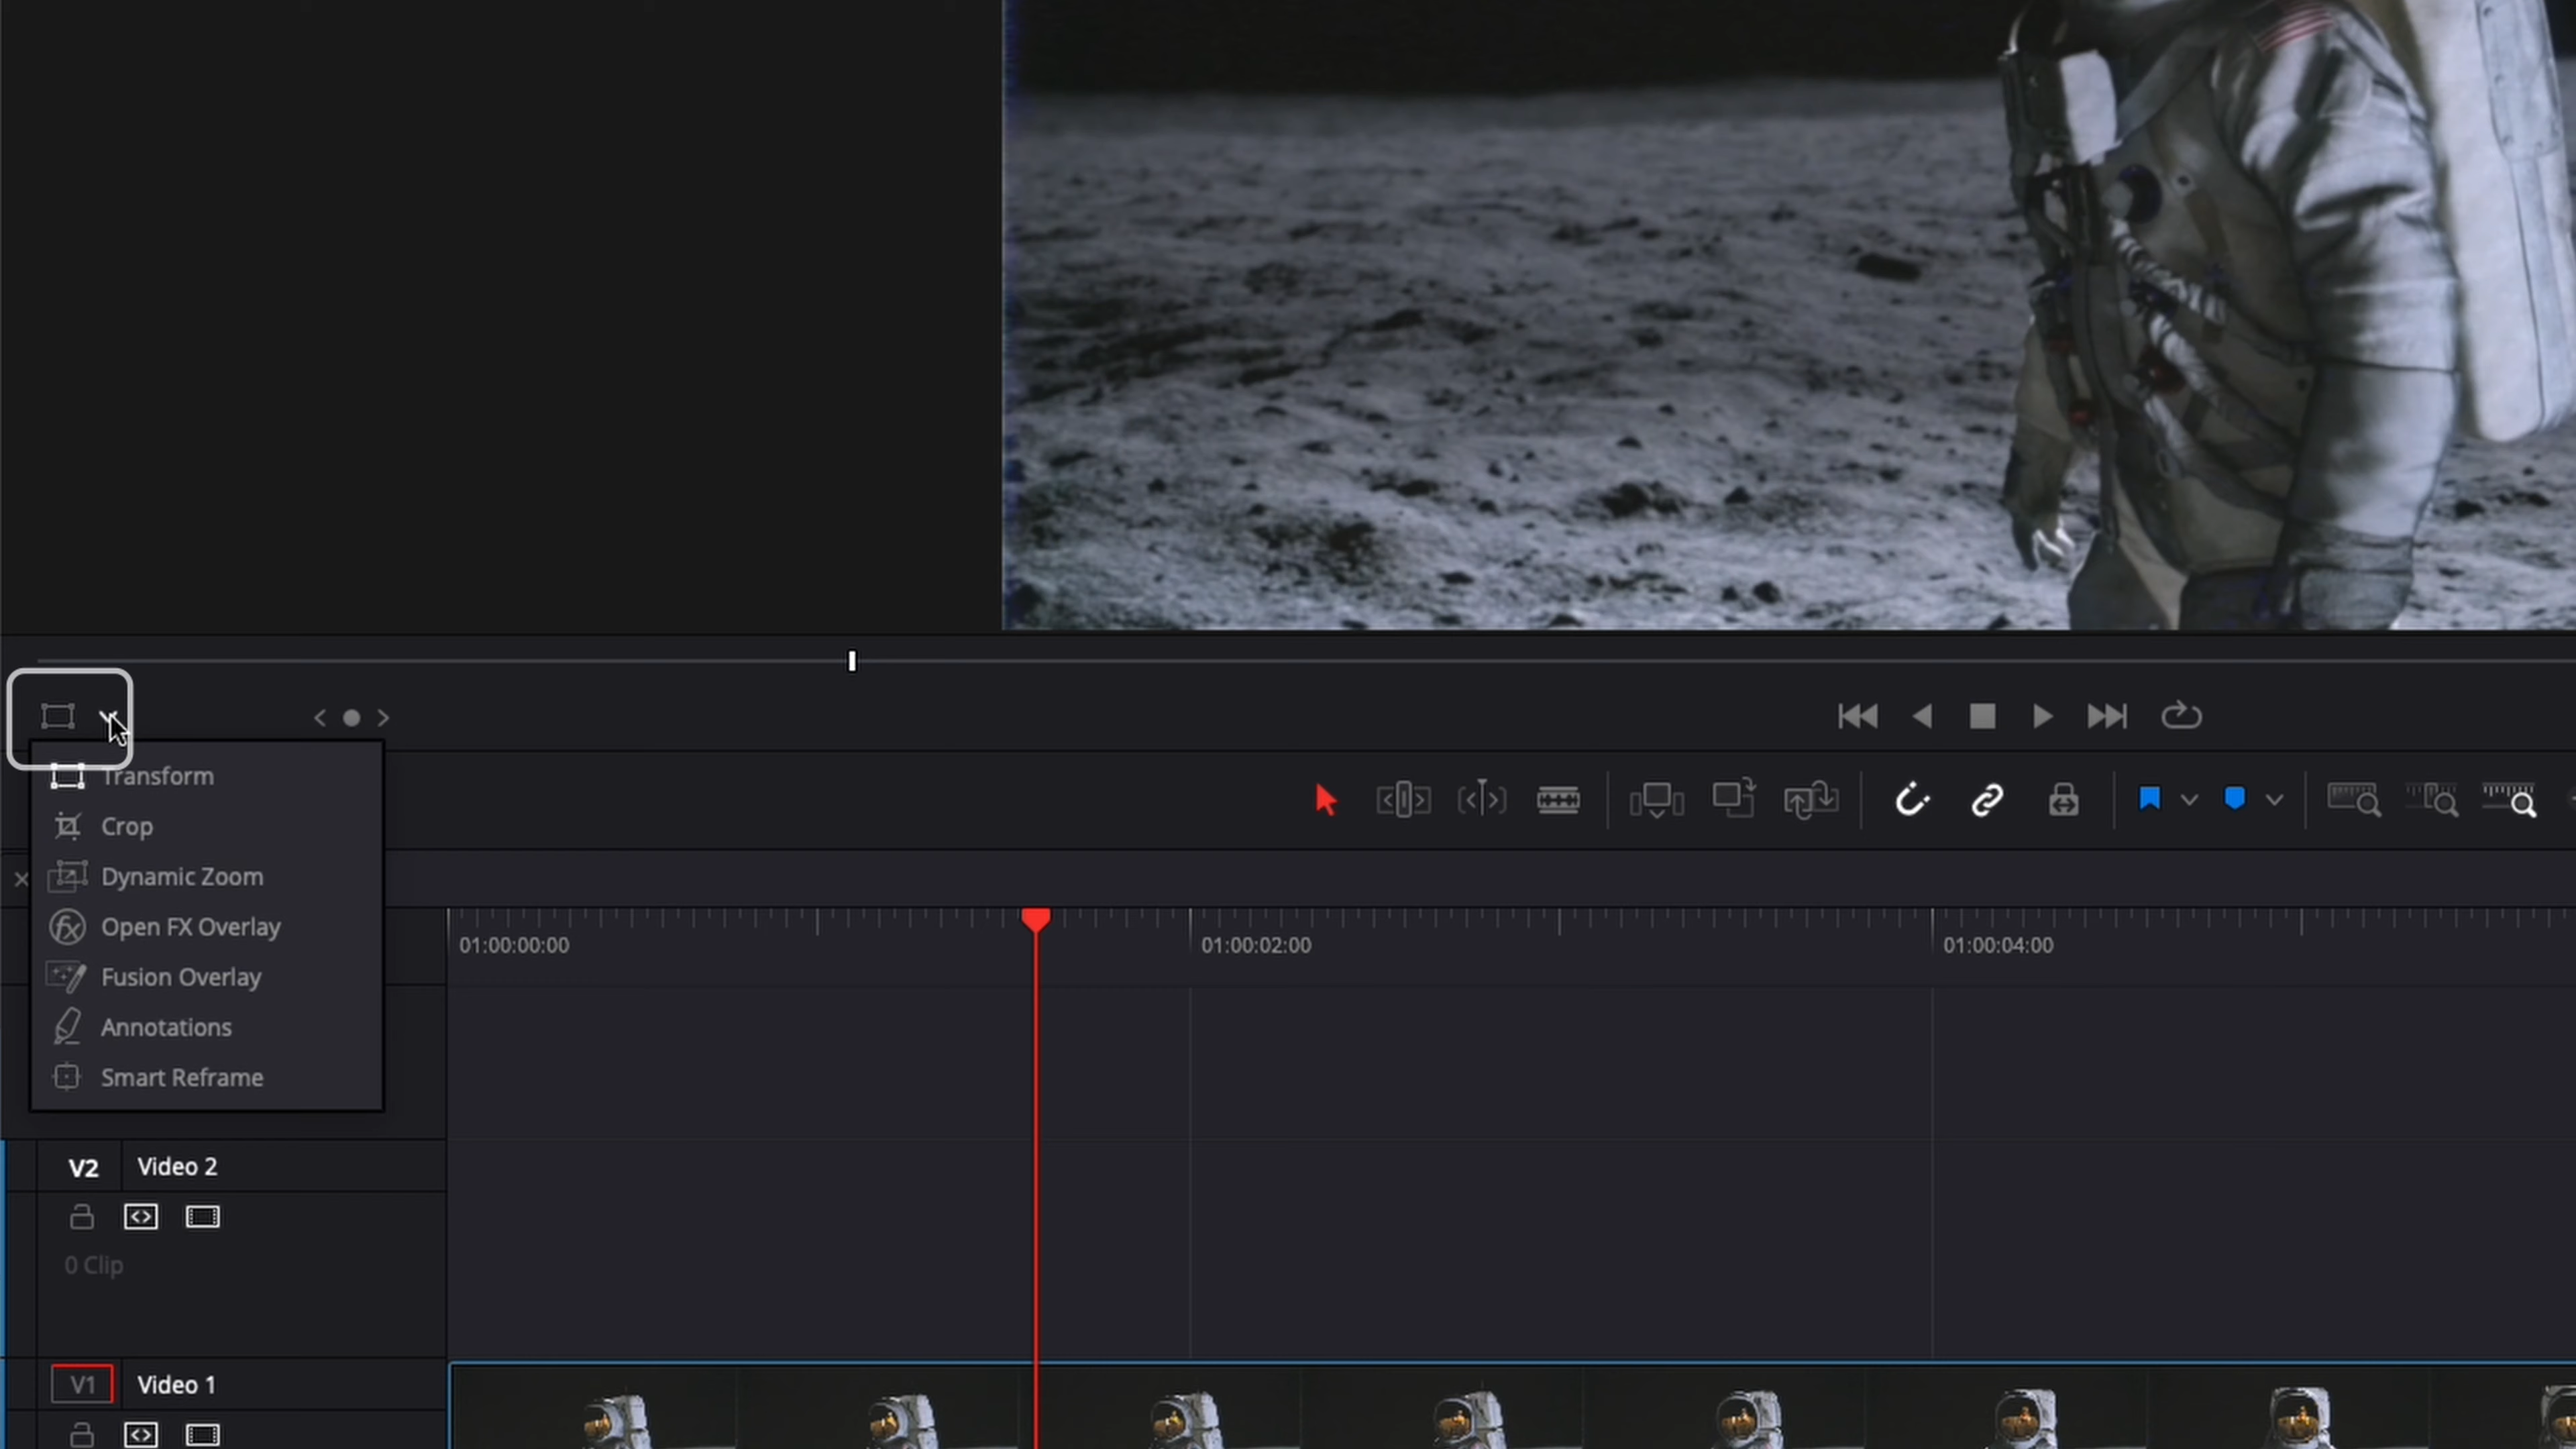 Transform
Crop
Dynamic Zoom
Open FX Overlay
Fusion Overlay
Annotations
Smart Reframe
01:00:00:00
01:00:02:00
01:00:04:00
V2 Video 2
0 Clip
V1 Video 1